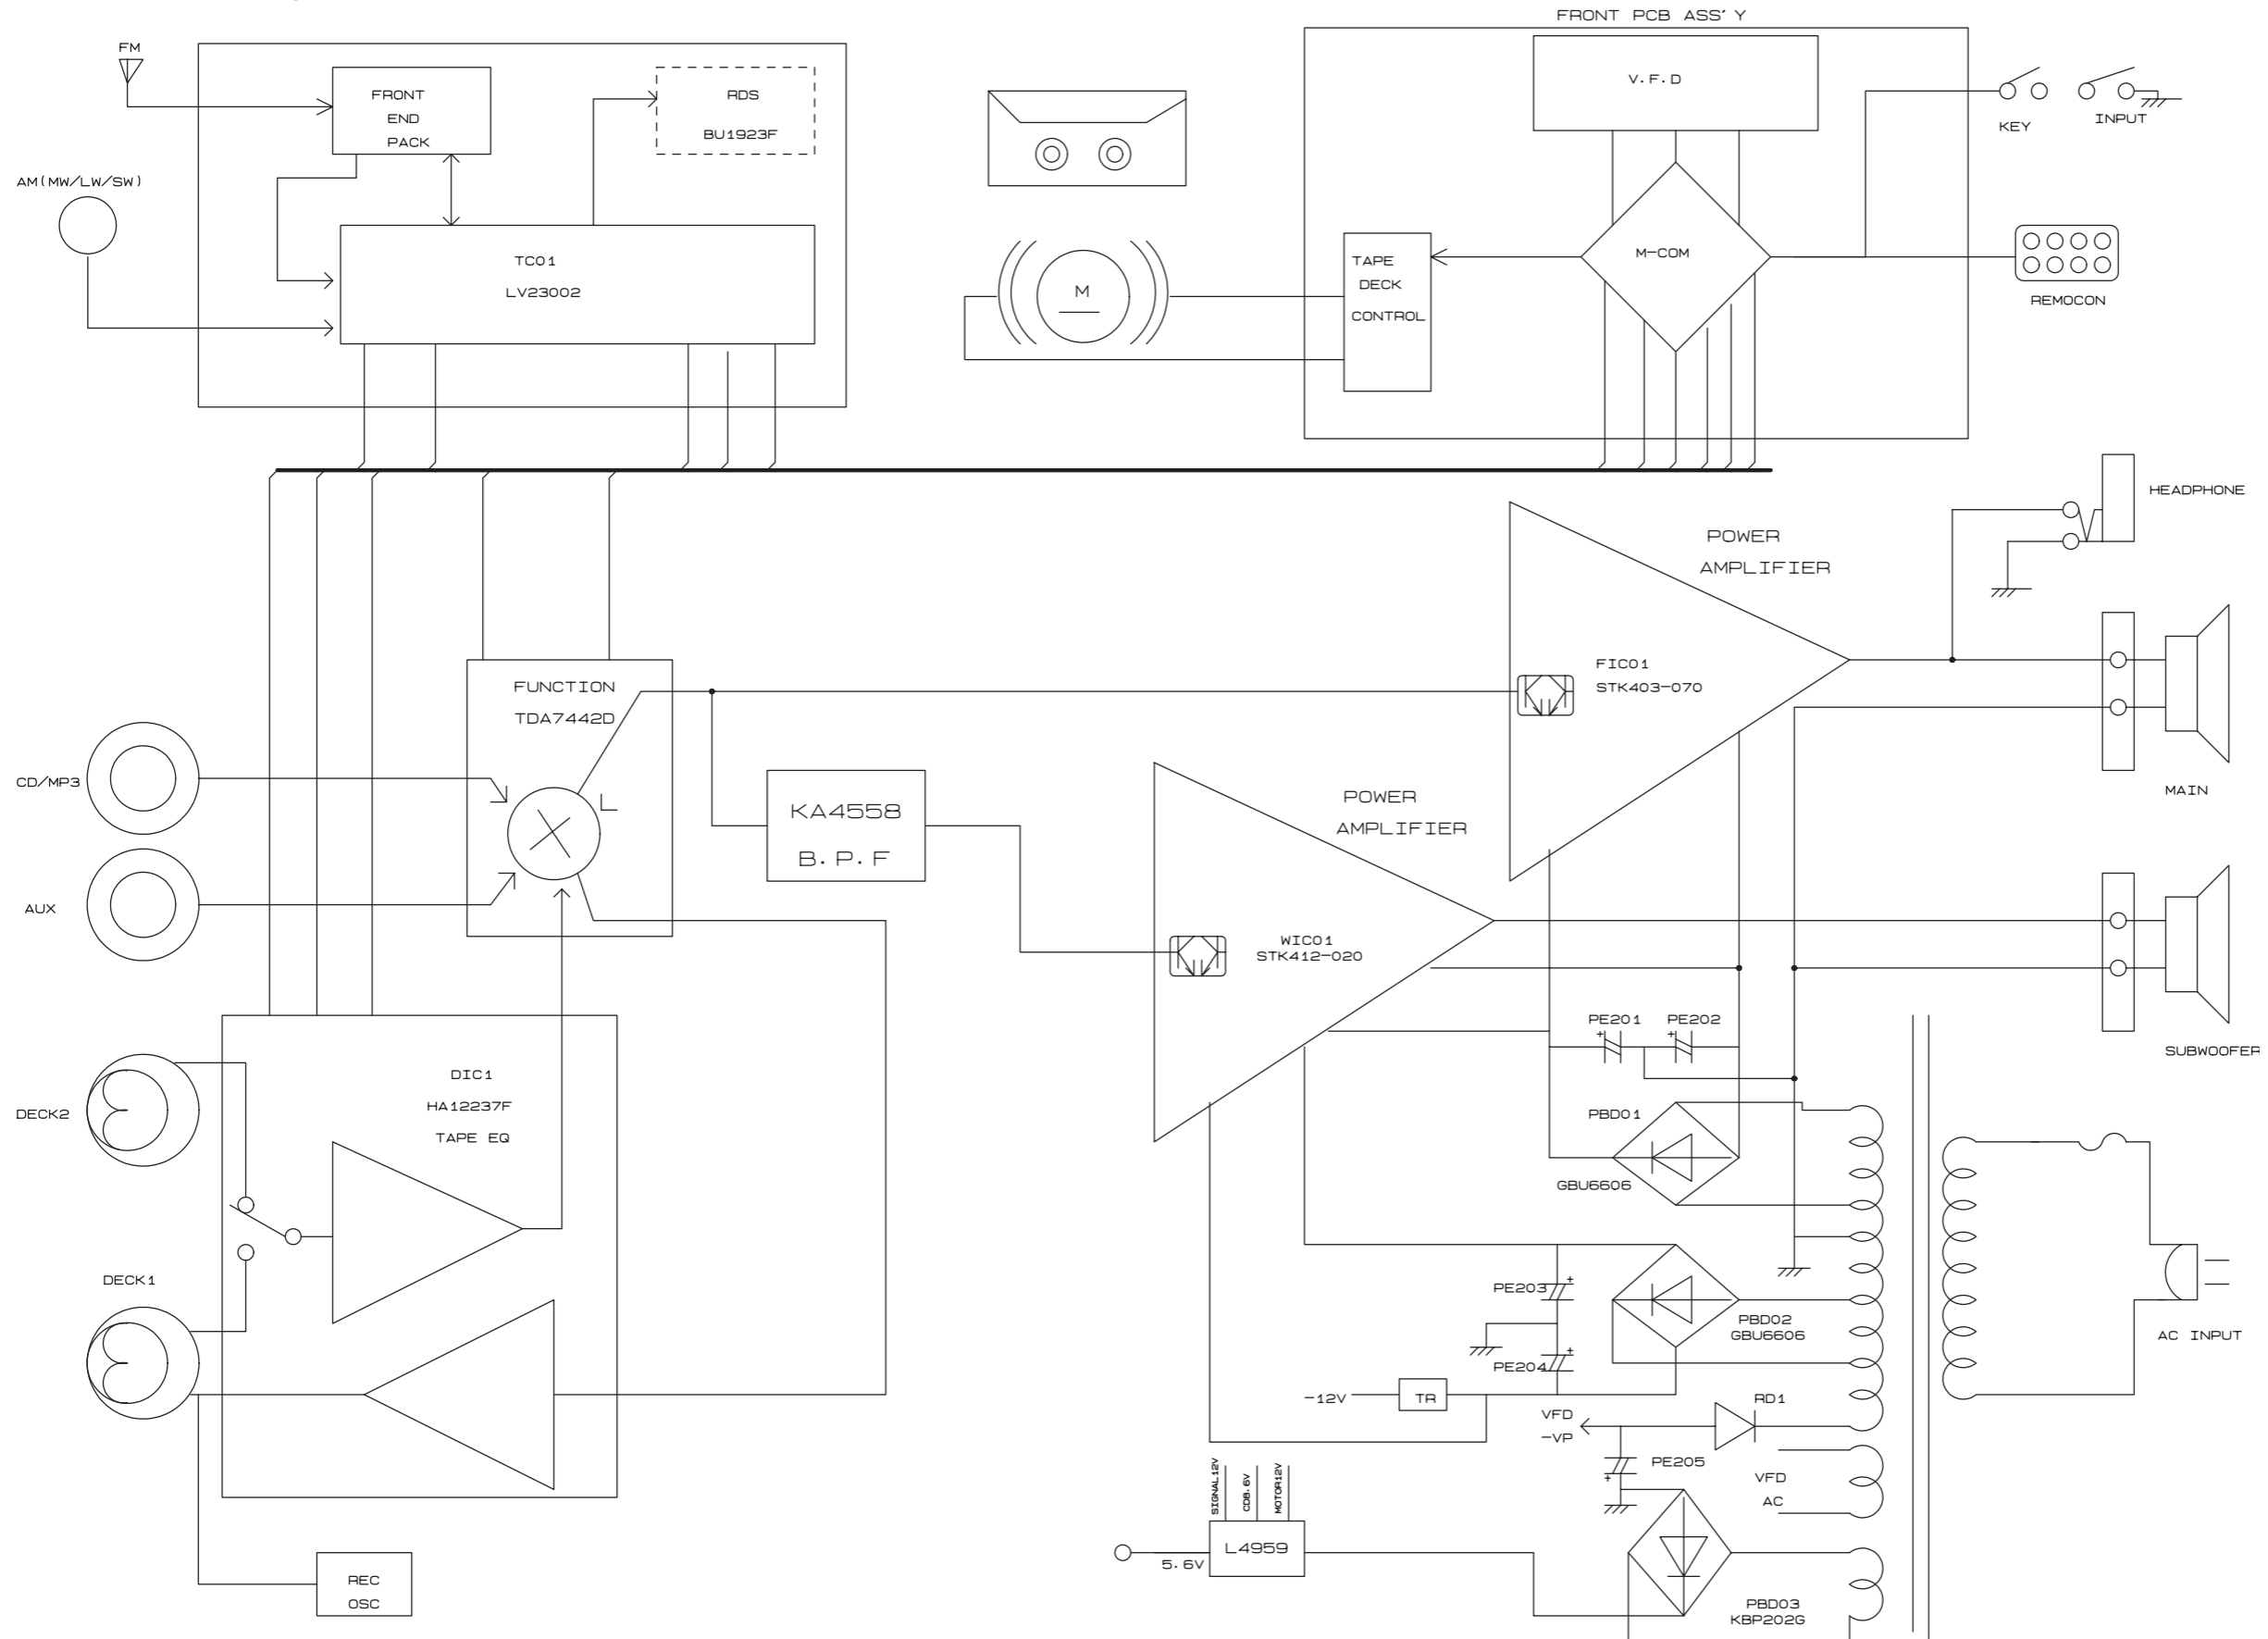 FRONT PCB ASS'Y
FM
FRONT
END
PACK
RDS
BU1923F
V.F.D
KEY
INPUT
AM(MW/LW/SW)
TC01
LV23002
M
TAPE
DECK
CONTROL
M-COM
REMOCON
HEADPHONE
POWER
AMPLIFIER
FIC01
STK403-070
FUNCTION
TDA7442D
CD/MP3
KA4558
B.P.F
POWER
AMPLIFIER
MAIN
AUX
WIC01
STK412-020
PE201
PE202
SUBWOOFER
DECK2
DIC1
HA12237F
TAPE EQ
PBD01
GBU6606
DECK1
PE203
PBD02
GBU6606
AC INPUT
PE204
-12V
TR
RD1
VFD
-VP
PE205
VFD
AC
SIGNAL12V
CD8.6V
MOTOR12V
L4959
5.6V
REC
OSC
PBD03
KBP202G